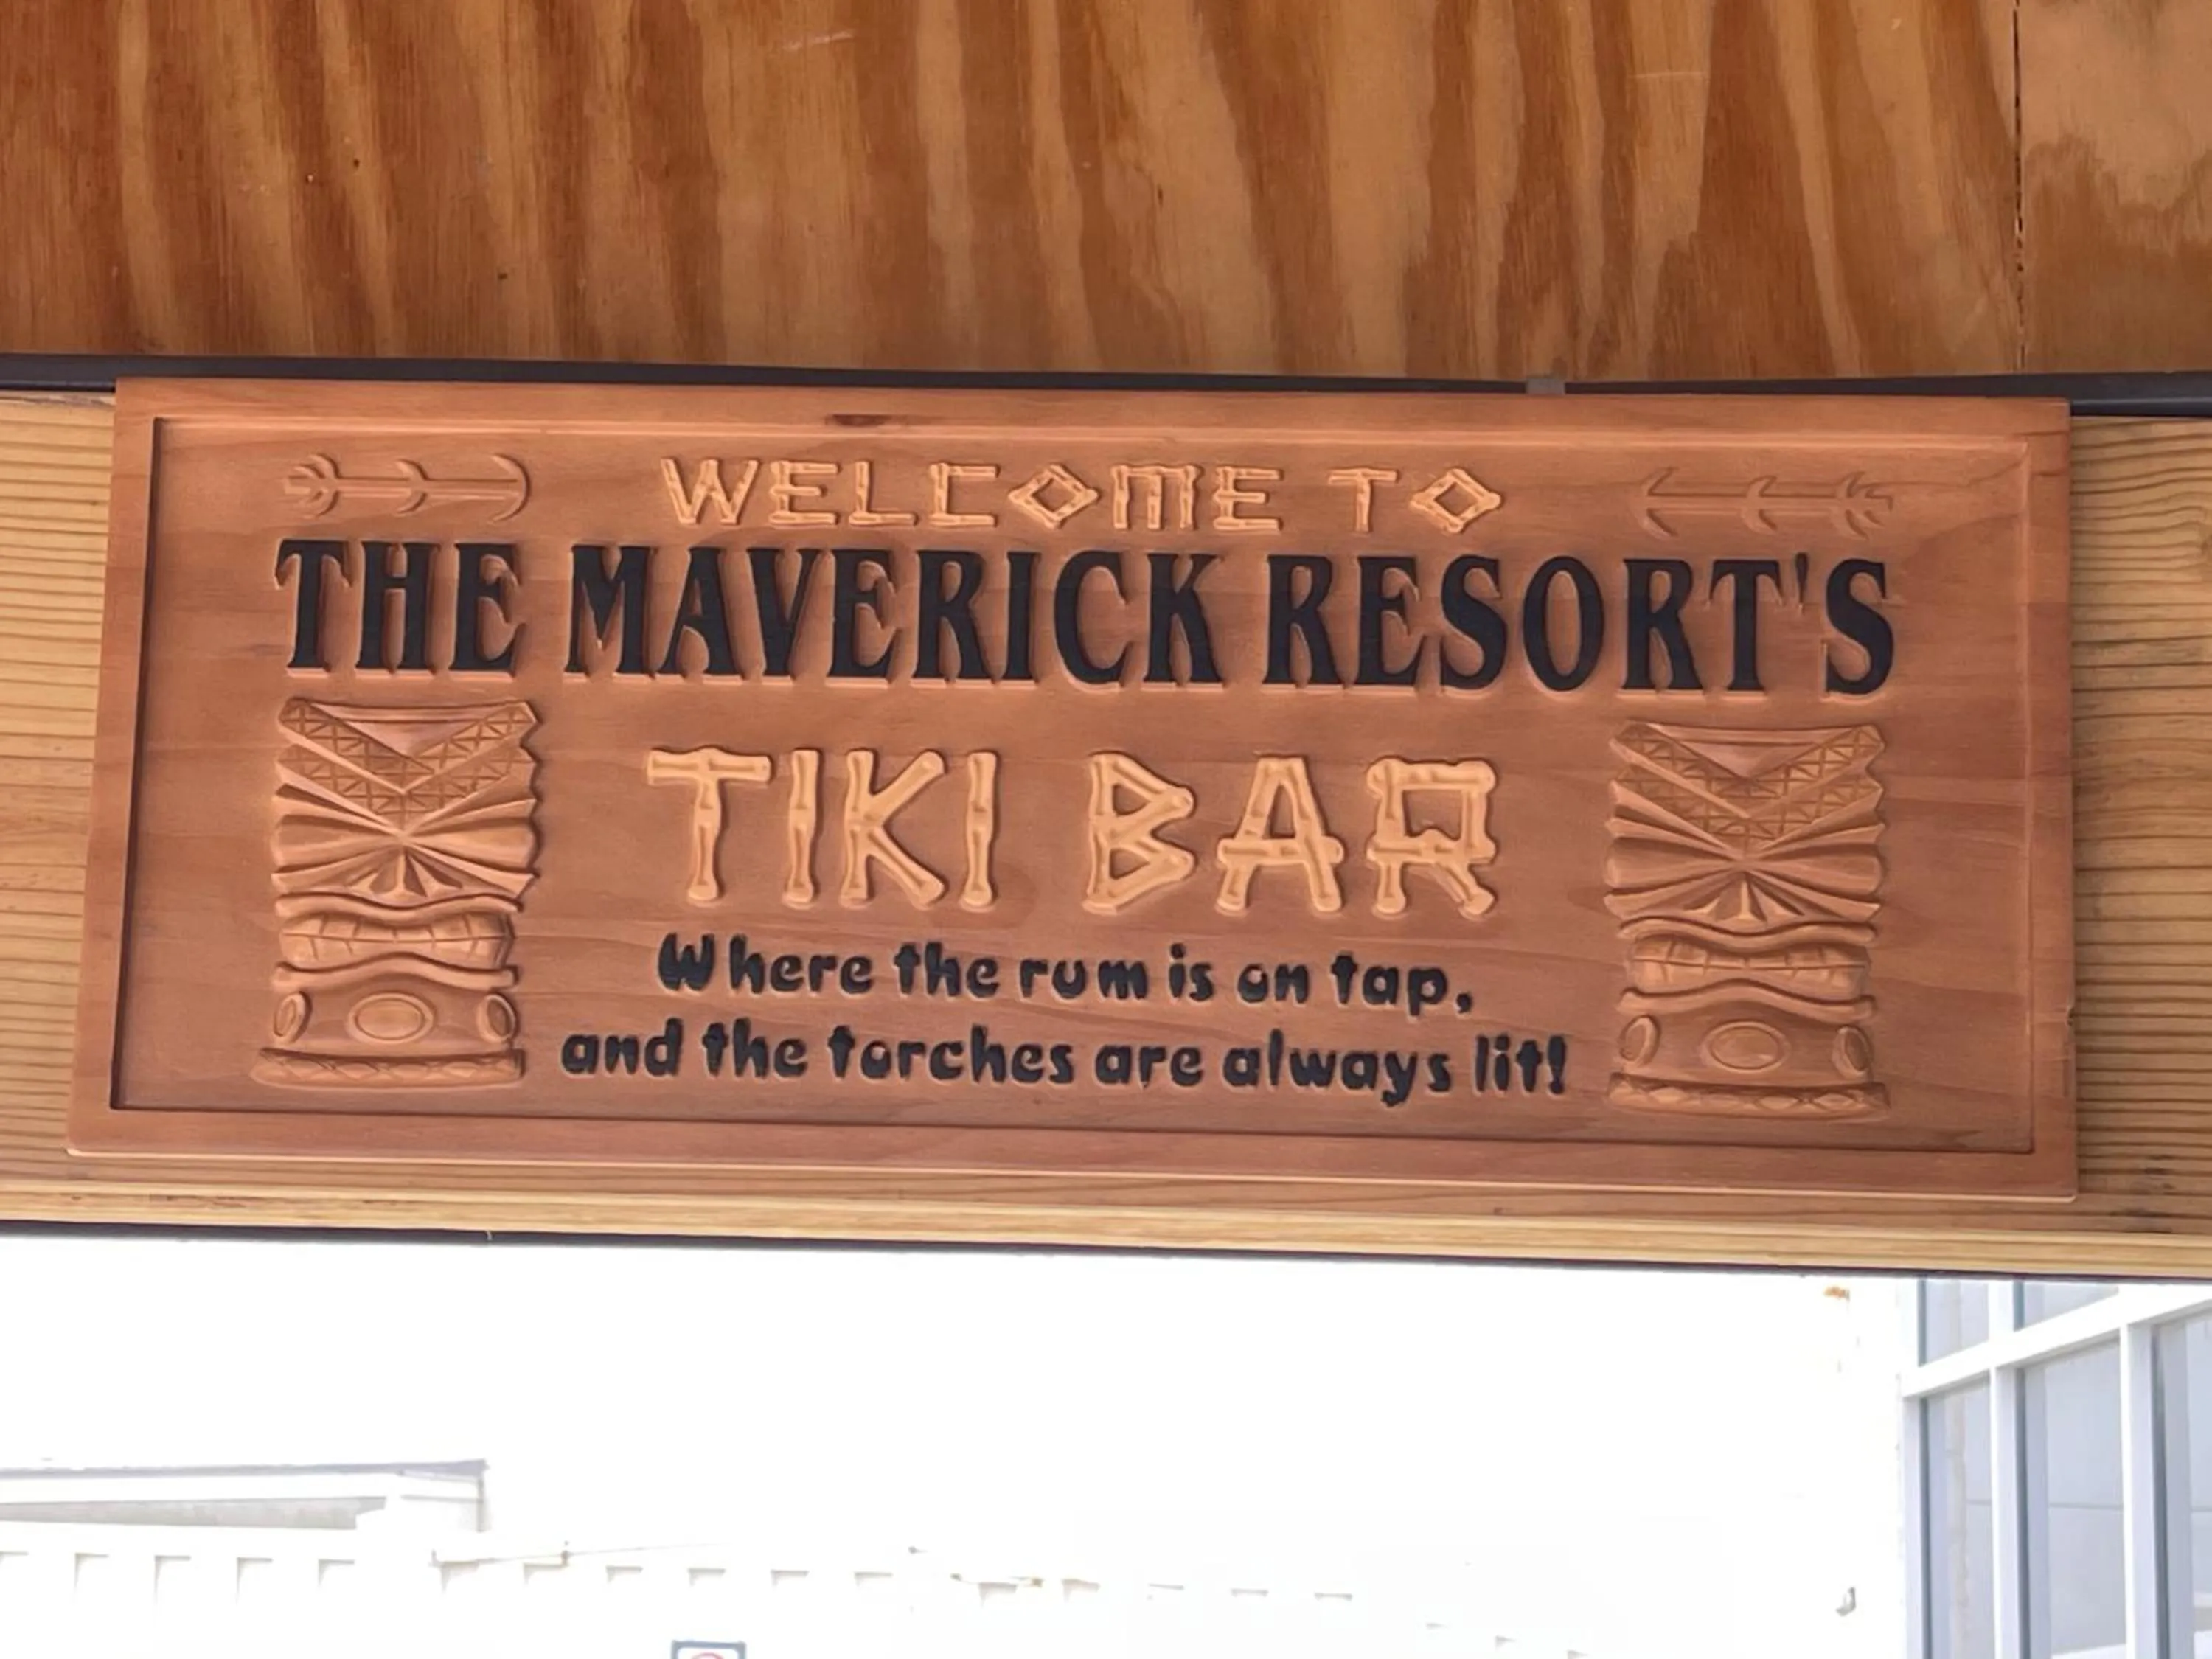 WELCOME TO
THE MAVERICK RESORT'S
TIKI BAR
Where the rum is on tap,
and the torches are always lit!